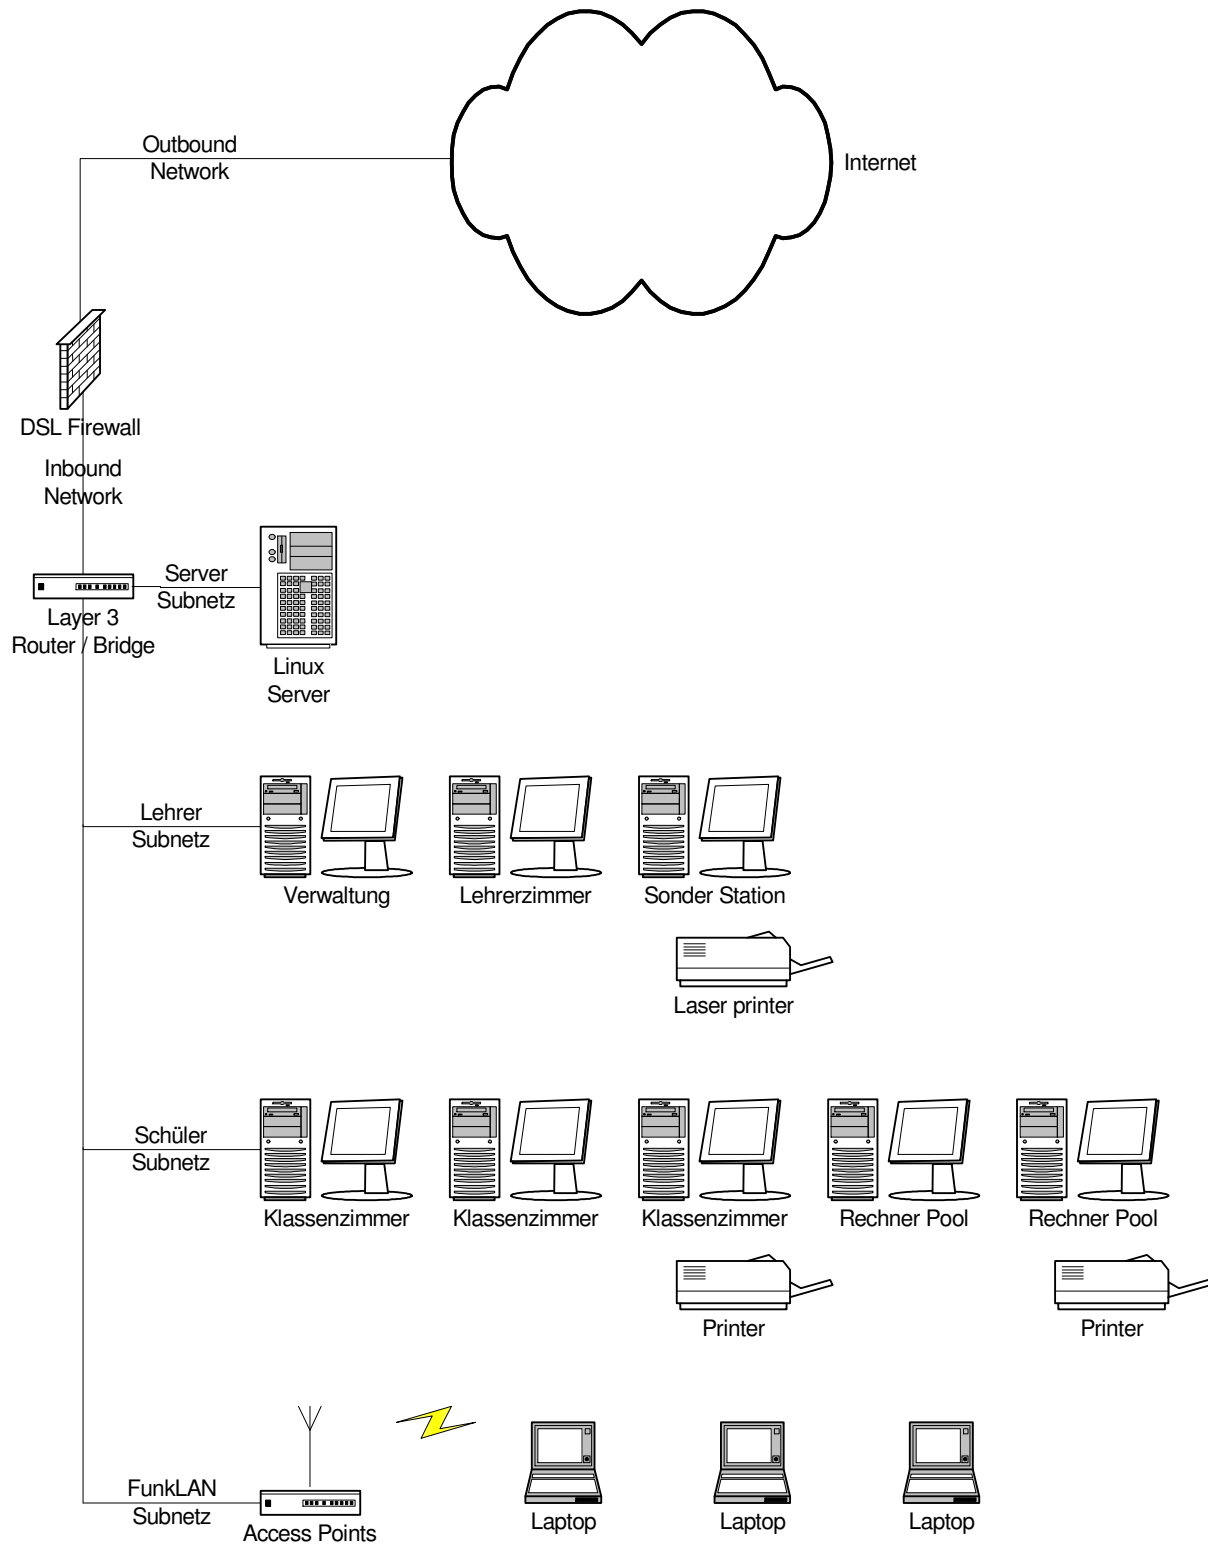 Outbound
Network
Internet
DSL Firewall
Inbound
Network
Server
Subnetz
Layer 3
Router / Bridge
Linux
Server
Lehrer
Subnetz
Verwaltung
Lehrerzimmer
Sonder Station
Laser printer
Schüler
Subnetz
Klassenzimmer
Klassenzimmer
Klassenzimmer
Rechner Pool
Rechner Pool
Printer
Printer
FunkLAN
Subnetz
Access Points
Laptop
Laptop
Laptop